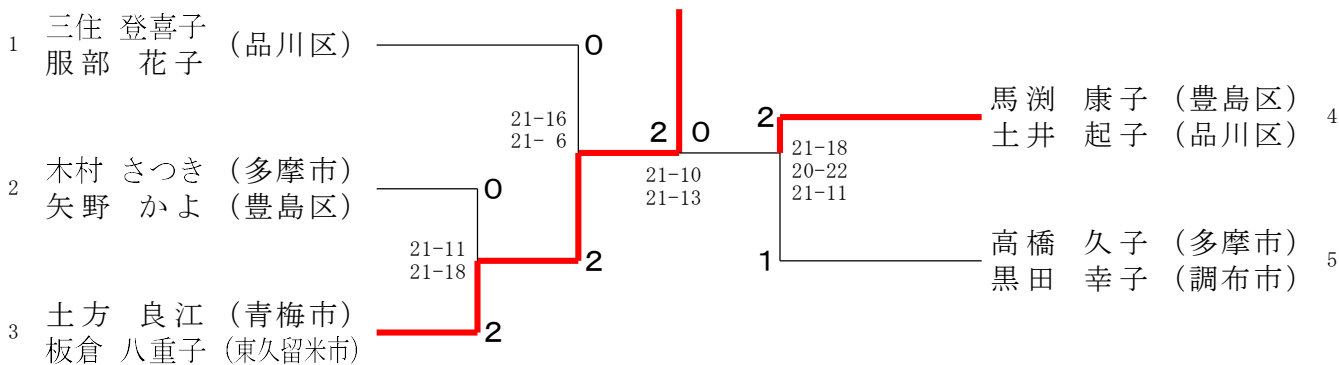 1 三住 登喜子 (品川区)
服部 花子
0
21-16
21- 6
2 木村 さつき (多摩市)
矢野 かよ (豊島区)
0
21-11
21-18
2
3 土方 良江 (青梅市)
板倉 八重子 (東久留米市)
2
2 0
21-10
21-13
2
馬渕 康子 (豊島区) 4
土井 起子 (品川区)
21-18
20-22
21-11
1
高橋 久子 (多摩市) 5
黒田 幸子 (調布市)